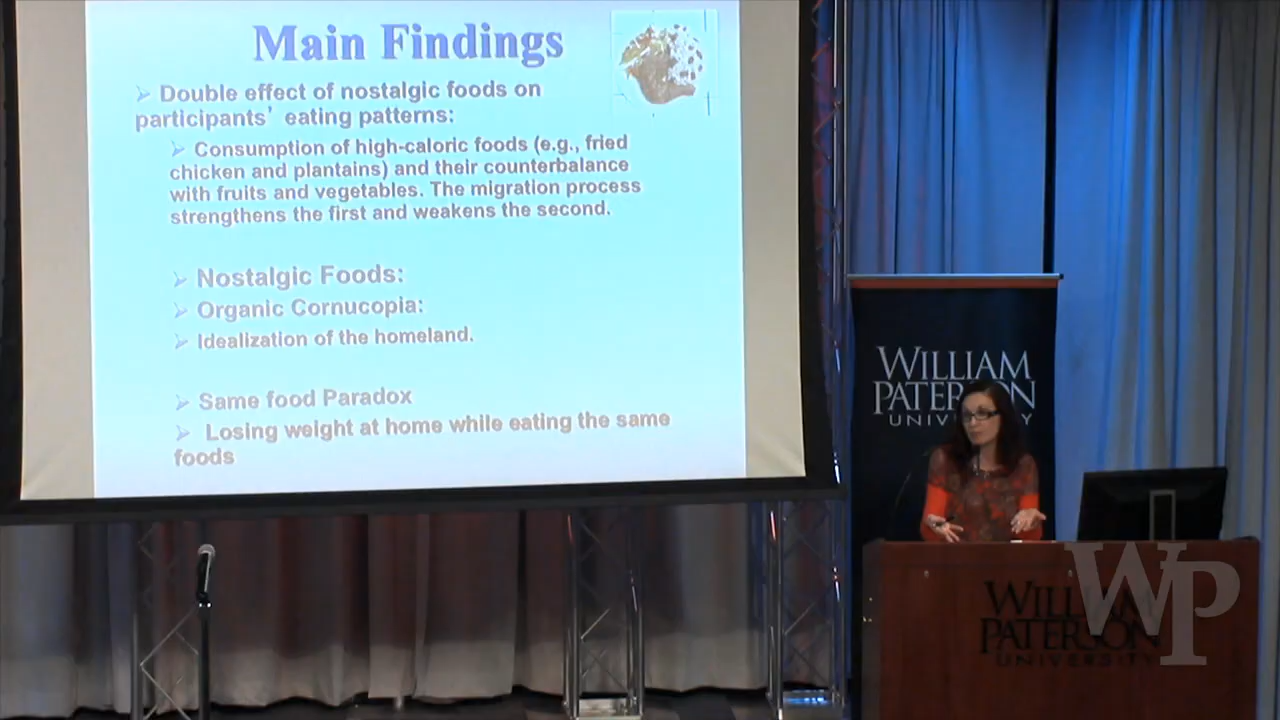 Main Findings
➢ Double effect of nostalgic foods on
participants' eating patterns:
➢ Consumption of high-caloric foods (e.g., fried
chicken and plantains) and their counterbalance
with fruits and vegetables. The migration process
strengthens the first and weakens the second.
➢ Nostalgic Foods:
➢ Organic Cornucopia:
➢ Idealization of the homeland.
➢ Same food Paradox
➢ Losing weight at home while eating the same
foods
WILLIAM
PATERSON
UNIVERSITY
WILLIAM
PATERSON
UNIVERSITY
WP